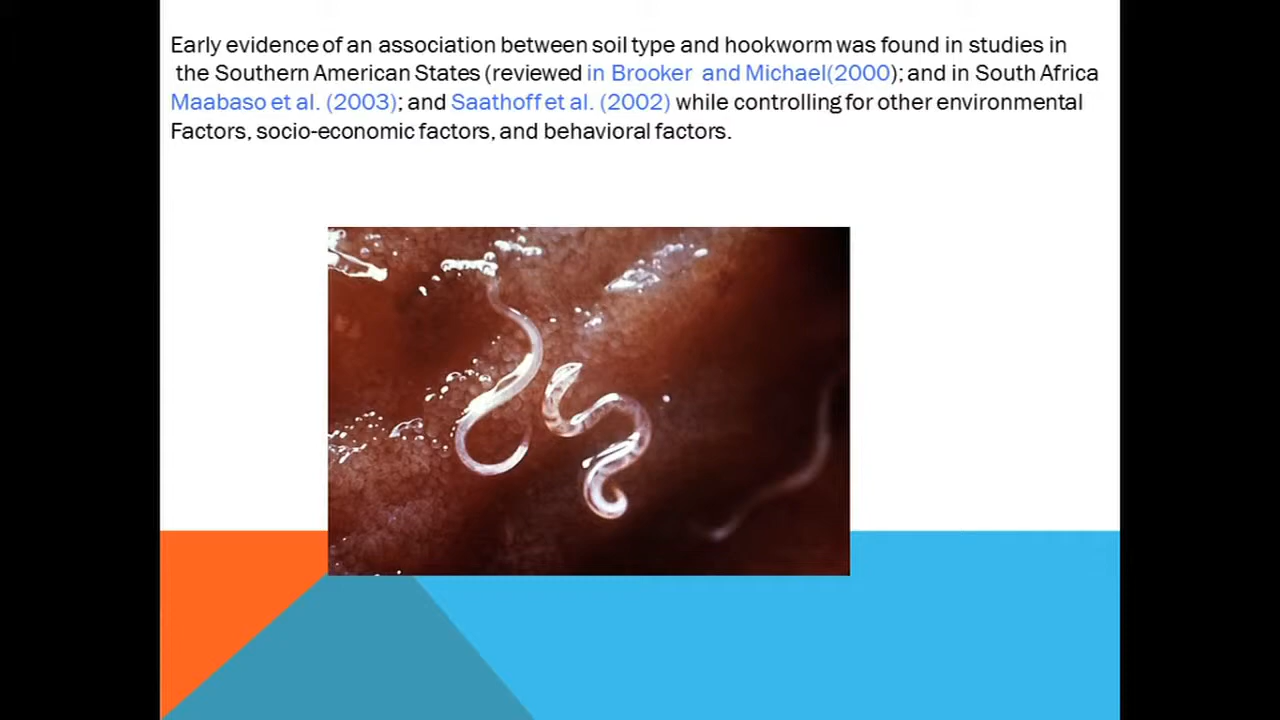 Early evidence of an association between soil type and hookworm was found in studies in
the Southern American States (reviewed in Brooker and Michael(2000); and in South Africa
Maabaso et al. (2003); and Saathoff et al. (2002) while controlling for other environmental
Factors, socio-economic factors, and behavioral factors.